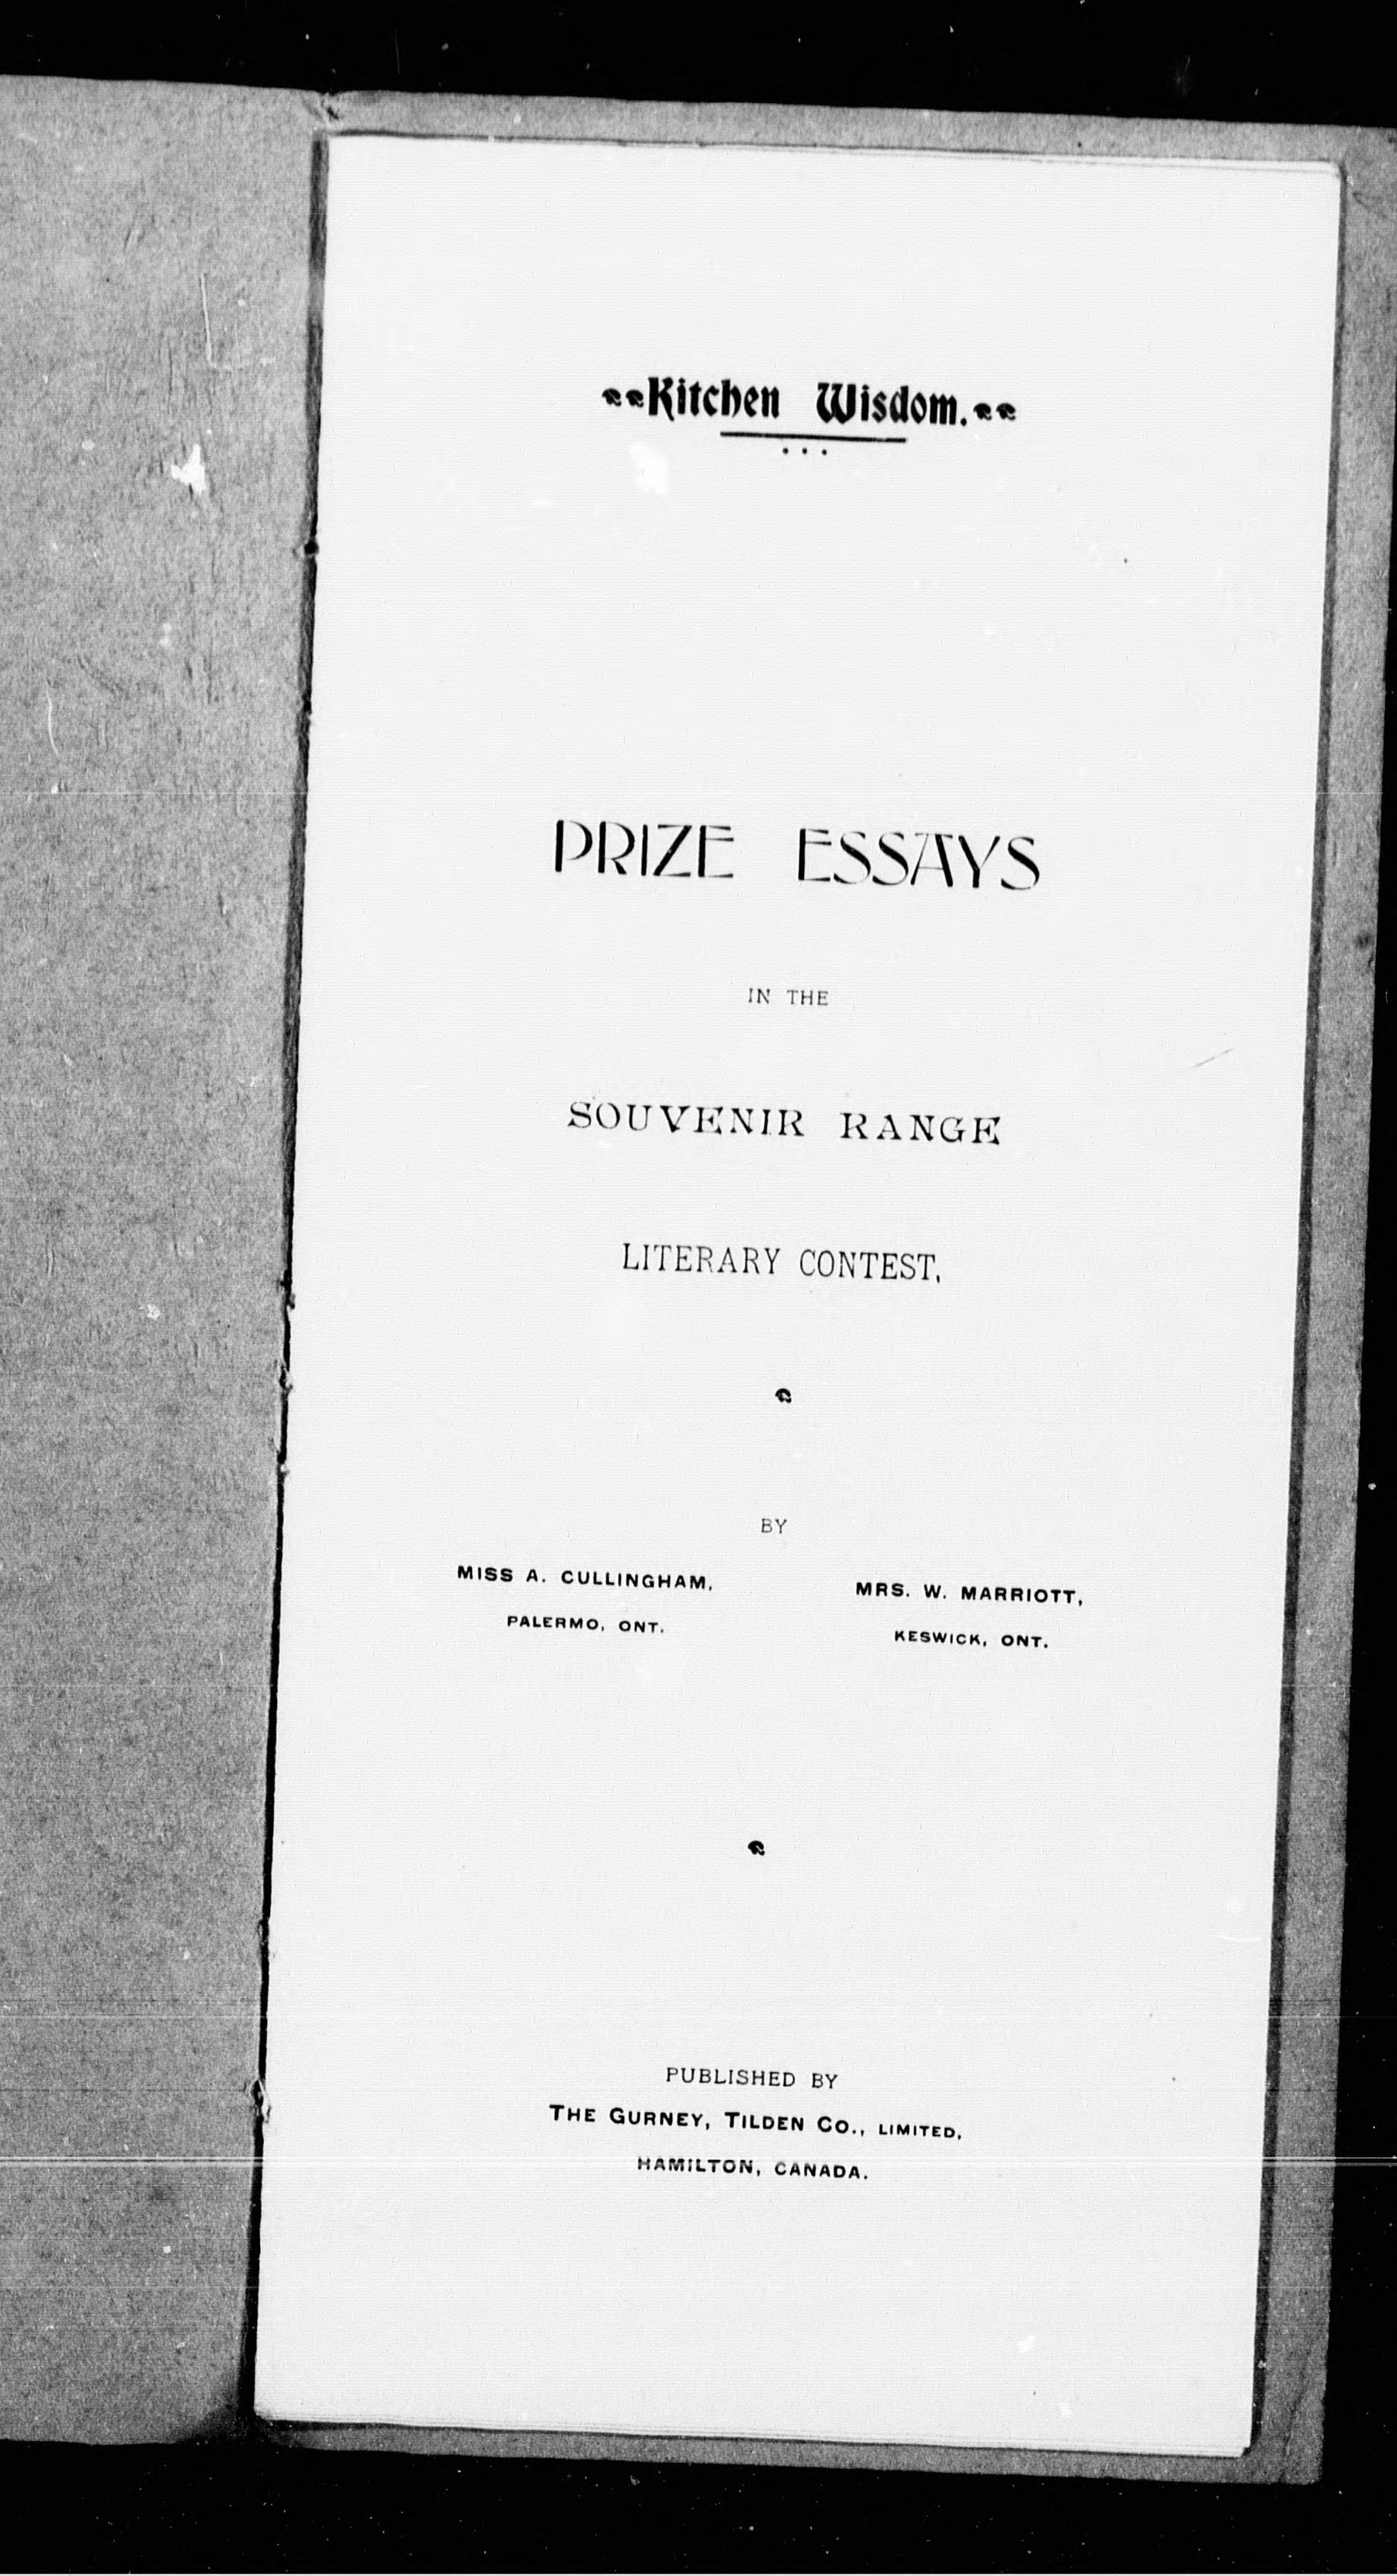 Kitchen Wisdom.
PRIZE ESSAYS
IN THE
SOUVENIR RANGE
LITERARY CONTEST,
BY
MISS A. CULLINGHAM,
PALERMO, ONT.
MRS. W. MARRIOTT,
KESWICK, ONT.
PUBLISHED BY
THE GURNEY, TILDEN CO., LIMITED,
HAMILTON, CANADA.